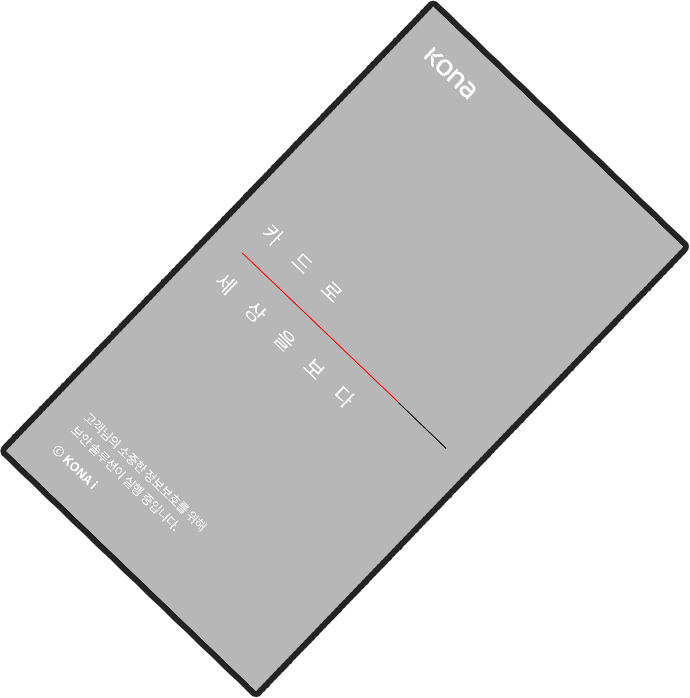 kona
카드로
세상을보다
고객님의 소중한 정보보호를 위해
보안 솔루션이 실행 중입니다.
© KONA i